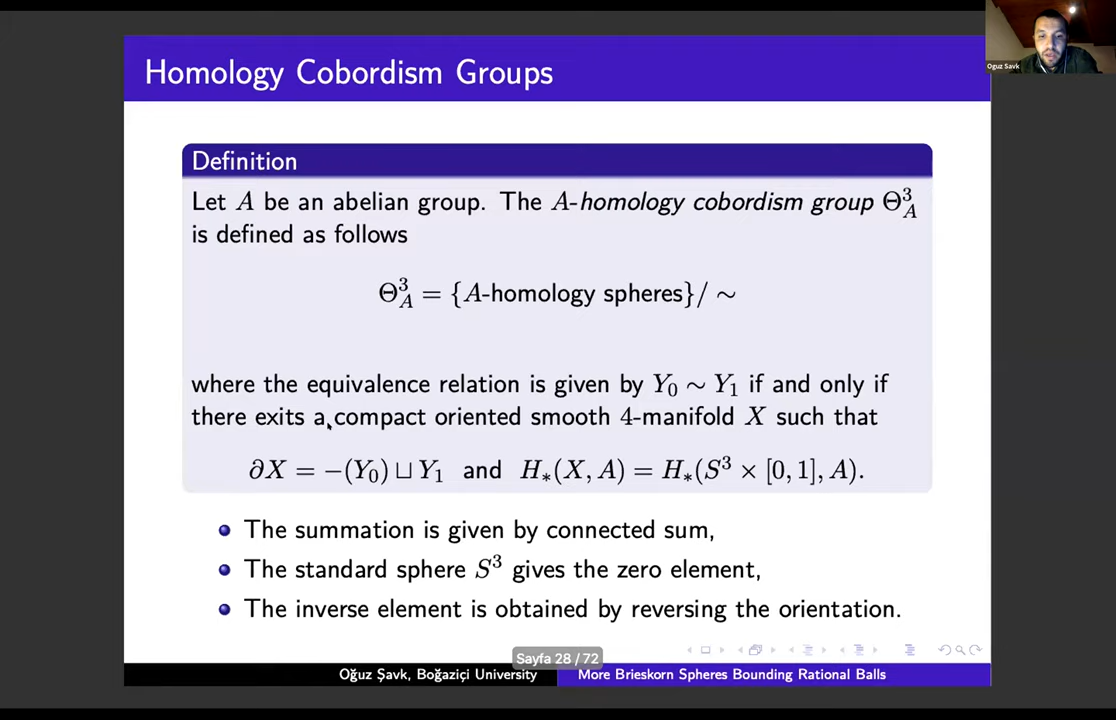 Homology Cobordism Groups
Oguz Savk
Definition
Let A be an abelian group. The A-homology cobordism group Θ³_A
is defined as follows
Θ³_A = {A-homology spheres}/ ∼
where the equivalence relation is given by Y₀ ∼ Y₁ if and only if
there exits a compact oriented smooth 4-manifold X such that
∂X = −(Y₀) ⊔ Y₁ and H∗(X, A) = H∗(S³ × [0, 1], A).
The summation is given by connected sum,
The standard sphere S³ gives the zero element,
The inverse element is obtained by reversing the orientation.
Sayfa 28 / 72
Oğuz Şavk, Boğaziçi University
More Brieskorn Spheres Bounding Rational Balls